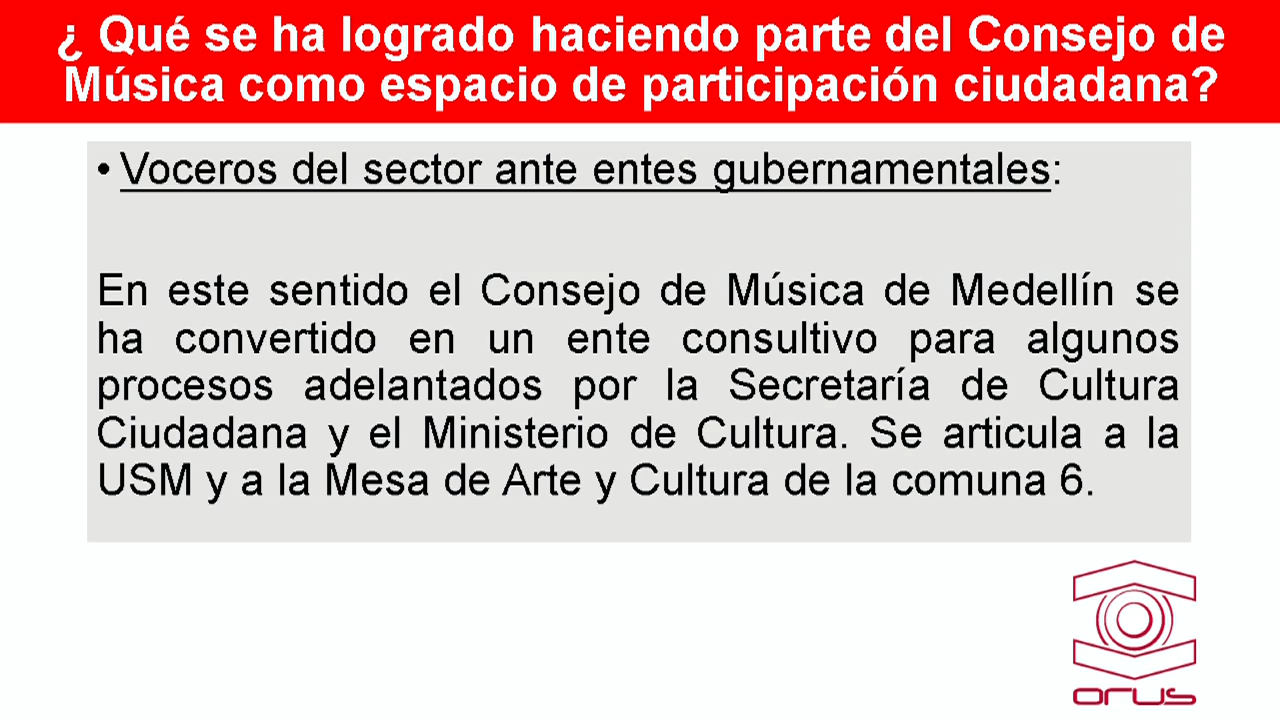 ¿ Qué se ha logrado haciendo parte del Consejo de
Música como espacio de participación ciudadana?
• Voceros del sector ante entes gubernamentales:
En este sentido el Consejo de Música de Medellín se
ha convertido en un ente consultivo para algunos
procesos adelantados por la Secretaría de Cultura
Ciudadana y el Ministerio de Cultura. Se articula a la
USM y a la Mesa de Arte y Cultura de la comuna 6.
orus